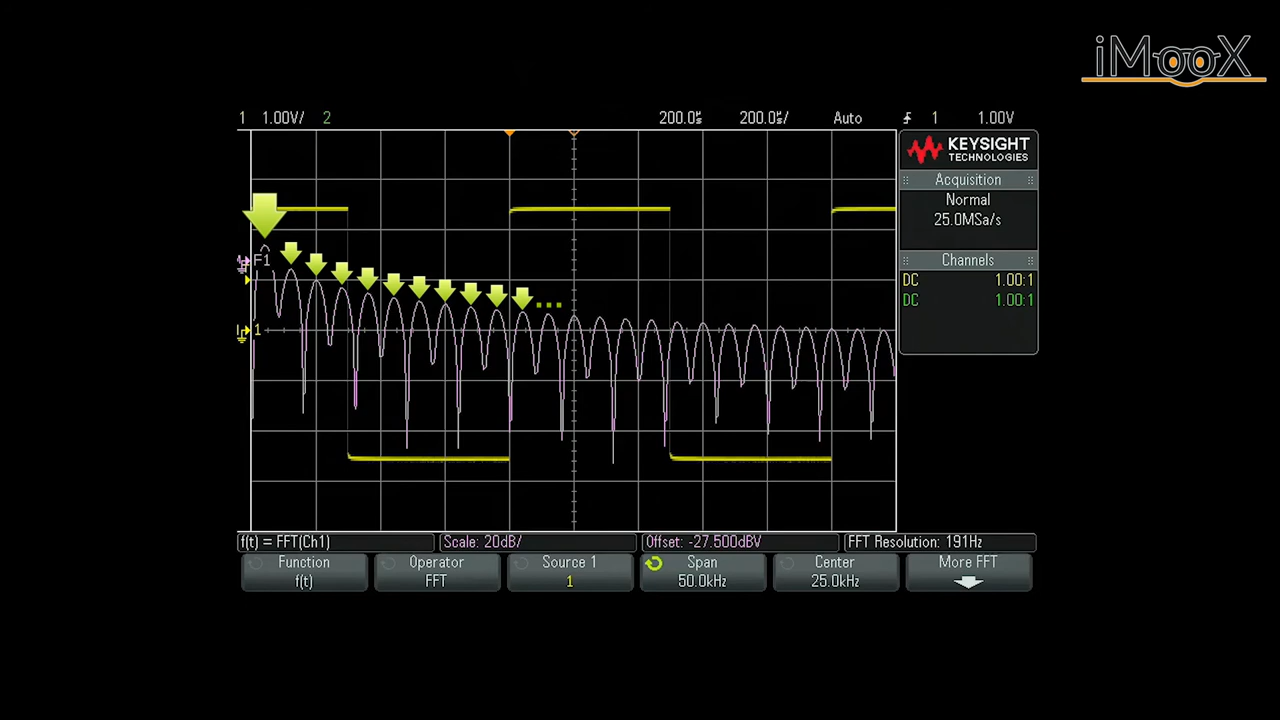 iMooX
1 1.00V/ 2 200.0µs 200.0µs/ Auto 1 1.00V
KEYSIGHT
TECHNOLOGIES
Acquisition
Normal
25.0MSa/s
F1
Channels
DC 1.00:1
DC 1.00:1
1
f(t) = FFT(Ch1) Scale: 20dB/ Offset: -27.500dBV FFT Resolution: 191Hz
Function Operator Source 1 Span Center More FFT
f(t) FFT 1 50.0kHz 25.0kHz